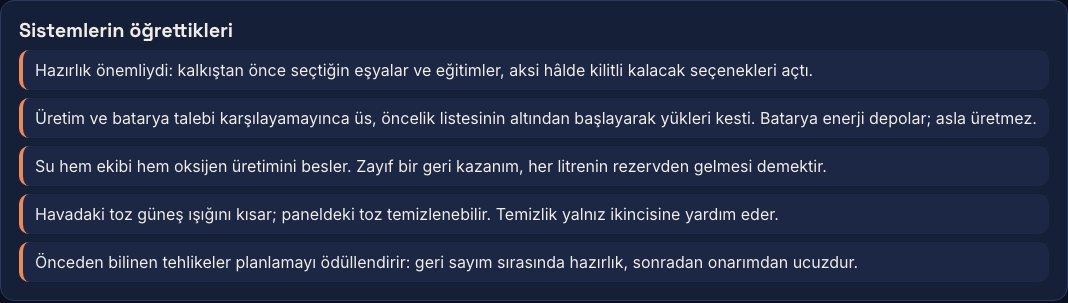 Sistemlerin öğrettikleri
Hazırlık önemliydi: kalkıştan önce seçtiğin eşyalar ve eğitimler, aksi hâlde kilitli kalacak seçenekleri açtı.
Üretim ve batarya talebi karşılayamayınca üs, öncelik listesinin altından başlayarak yükleri kesti. Batarya enerji depolar; asla üretmez.
Su hem ekibi hem oksijen üretimini besler. Zayıf bir geri kazanım, her litrenin rezervden gelmesi demektir.
Havadaki toz güneş ışığını kısar; paneldeki toz temizlenebilir. Temizlik yalnız ikincisine yardım eder.
Önceden bilinen tehlikeler planlamayı ödüllendirir: geri sayım sırasında hazırlık, sonradan onarımdan ucuzdur.